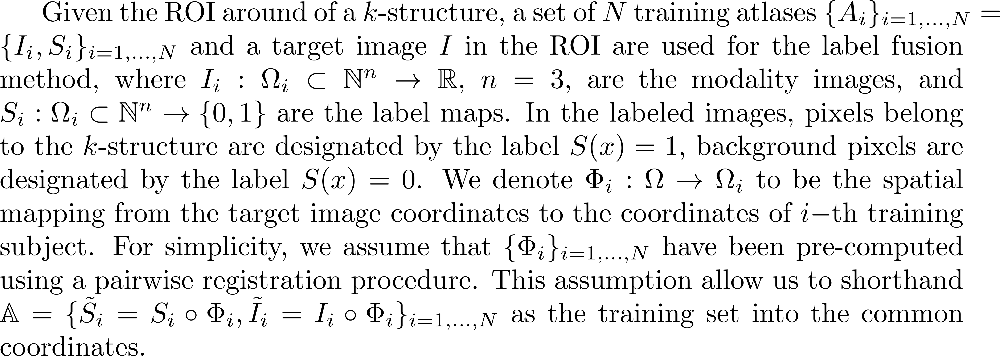 Given the ROI around of a $k$-structure, a set of $N$ training atlases $\{A_i\}_{i=1,\ldots,N} =$
$\{I_i, S_i\}_{i=1,\ldots,N}$ and a target image $I$ in the ROI are used for the label fusion
method, where $I_i : \Omega_i \subset \mathbb{N}^n \to \mathbb{R}$, $n = 3$, are the modality images, and
$S_i : \Omega_i \subset \mathbb{N}^n \to \{0, 1\}$ are the label maps. In the labeled images, pixels belong
to the $k$-structure are designated by the label $S(x) = 1$, background pixels are
designated by the label $S(x) = 0$. We denote $\Phi_i : \Omega \to \Omega_i$ to be the spatial
mapping from the target image coordinates to the coordinates of $i-$th training
subject. For simplicity, we assume that $\{\Phi_i\}_{i=1,\ldots,N}$ have been pre-computed
using a pairwise registration procedure. This assumption allow us to shorthand
$\mathbb{A} = \{\tilde{S}_i = S_i \circ \Phi_i, \tilde{I}_i = I_i \circ \Phi_i\}_{i=1,\ldots,N}$ as the training set into the common
coordinates.